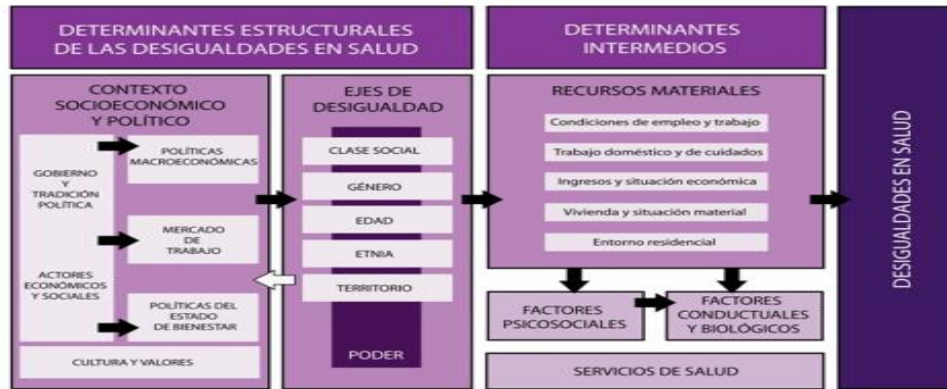 DETERMINANTES ESTRUCTURALES
DE LAS DESIGUALDADES EN SALUD
CONTEXTO
SOCIOECONÓMICO
Y POLÍTICO
GOBIERNO
Y
TRADICIÓN
POLÍTICA
ACTORES
ECONÓMICOS
Y SOCIALES
POLÍTICAS
MACROECONÓMICAS
MERCADO
DE
TRABAJO
POLÍTICAS DEL
ESTADO
DE BIENESTAR
CULTURA Y VALORES
EJES DE
DESIGUALDAD
CLASE SOCIAL
GÉNERO
EDAD
ETNIA
TERRITORIO
PODER
DETERMINANTES
INTERMEDIOS
RECURSOS MATERIALES
Condiciones de empleo y trabajo
Trabajo doméstico y de cuidados
Ingresos y situación económica
Vivienda y situación material
Entorno residencial
FACTORES
PSICOSOCIALES
FACTORES
CONDUCTUALES
Y BIOLÓGICOS
SERVICIOS DE SALUD
DESIGUALDADES EN SALUD